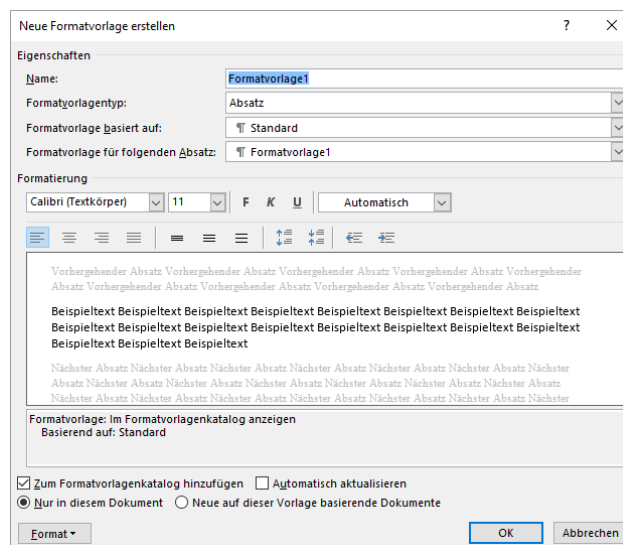 Neue Formatvorlage erstellen ? ×
Eigenschaften
Name: Formatvorlage1
Formatvorlagentyp: Absatz
Formatvorlage basiert auf: ¶ Standard
Formatvorlage für folgenden Absatz: ¶ Formatvorlage1
Formatierung
Calibri (Textkörper) 11 F K U Automatisch
Vorhergehender Absatz Vorhergehender Absatz Vorhergehender Absatz Vorhergehender Absatz Vorhergehender
Absatz Vorhergehender Absatz Vorhergehender Absatz Vorhergehender Absatz Vorhergehender Absatz
Beispieltext Beispieltext Beispieltext Beispieltext Beispieltext Beispieltext Beispieltext Beispieltext
Beispieltext Beispieltext Beispieltext Beispieltext Beispieltext Beispieltext Beispieltext Beispieltext
Beispieltext Beispieltext Beispieltext
Nächster Absatz Nächster Absatz Nächster Absatz Nächster Absatz Nächster Absatz Nächster Absatz Nächster
Absatz Nächster Absatz Nächster Absatz Nächster Absatz Nächster Absatz Nächster Absatz Nächster Absatz
Nächster Absatz Nächster Absatz Nächster Absatz Nächster Absatz Nächster Absatz Nächster Absatz Nächster
Formatvorlage: Im Formatvorlagenkatalog anzeigen
Basierend auf: Standard
Zum Formatvorlagenkatalog hinzufügen Automatisch aktualisieren
Nur in diesem Dokument Neue auf dieser Vorlage basierende Dokumente
Format OK Abbrechen